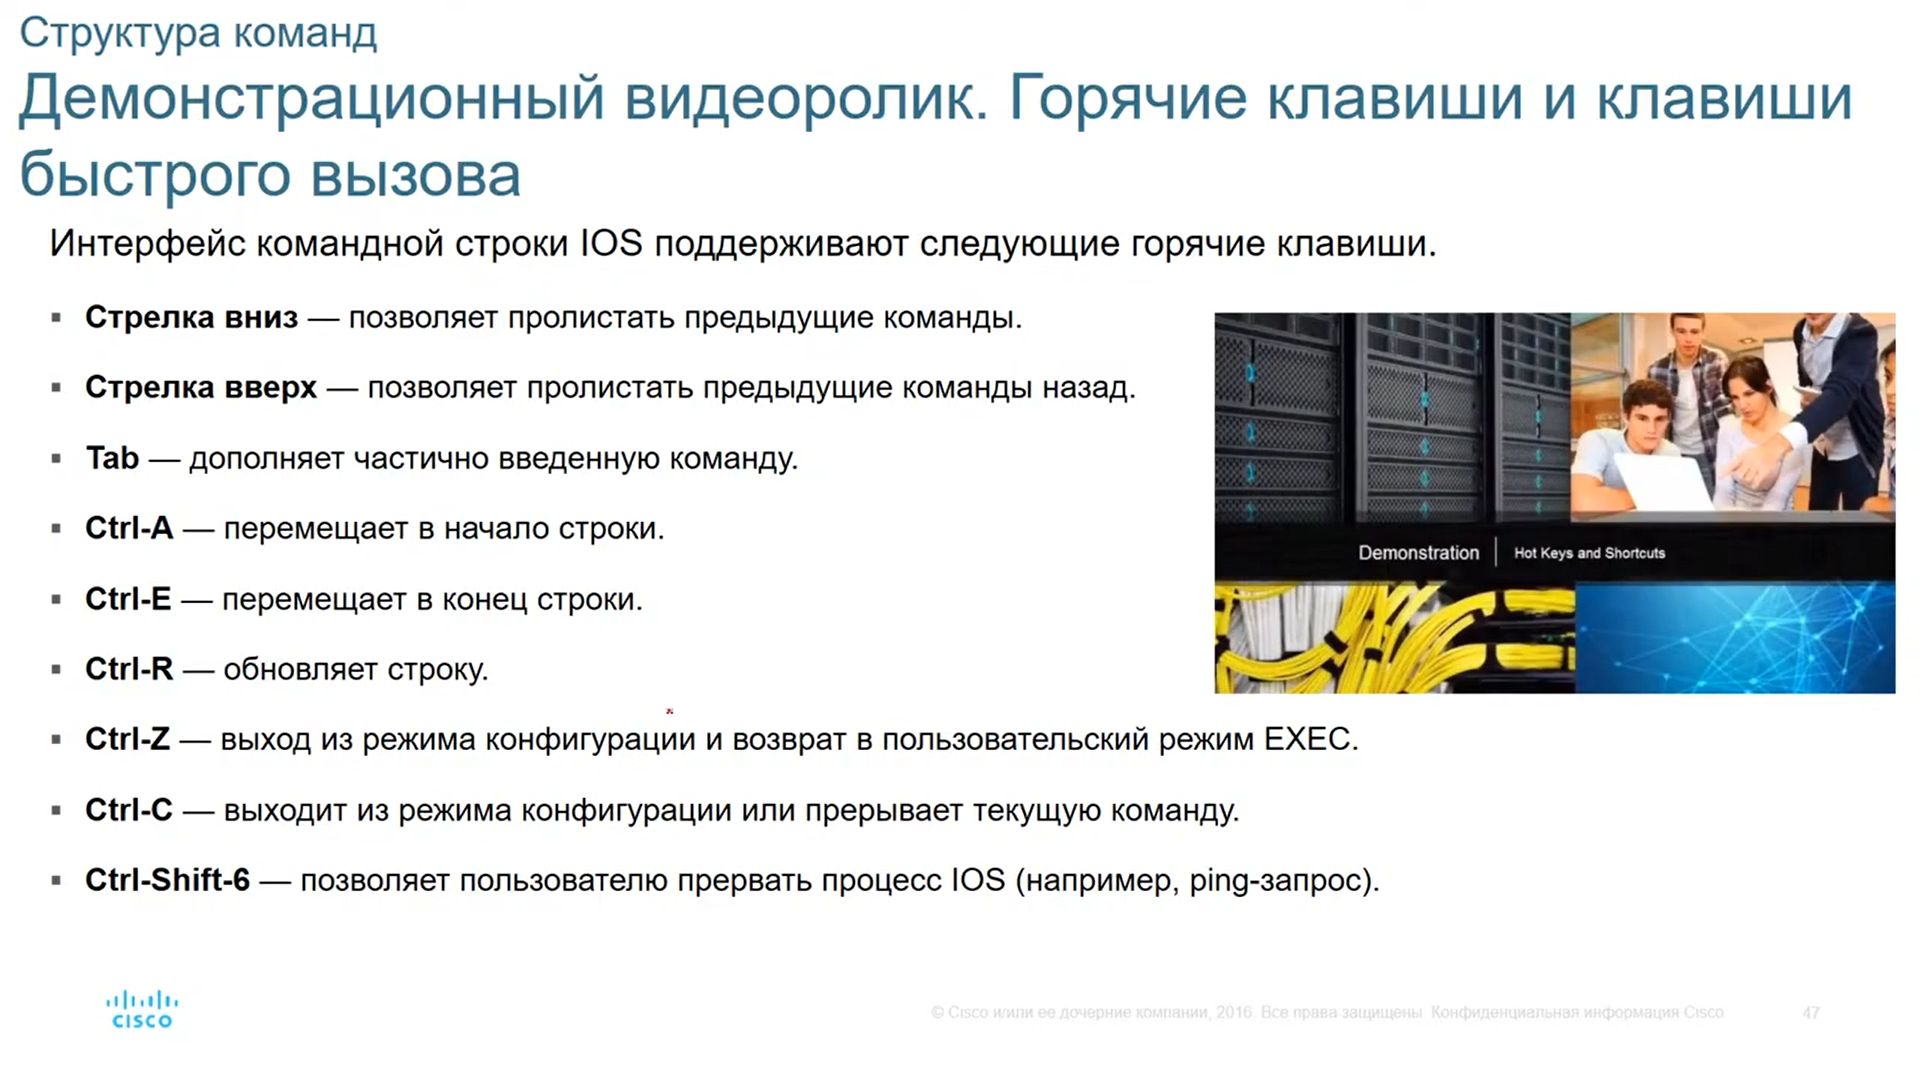 Структура команд
Демонстрационный видеоролик. Горячие клавиши и клавиши
быстрого вызова
Интерфейс командной строки IOS поддерживают следующие горячие клавиши.
▪ Стрелка вниз — позволяет пролистать предыдущие команды.
▪ Стрелка вверх — позволяет пролистать предыдущие команды назад.
▪ Tab — дополняет частично введенную команду.
▪ Ctrl-A — перемещает в начало строки.
▪ Ctrl-E — перемещает в конец строки.
▪ Ctrl-R — обновляет строку.
▪ Ctrl-Z — выход из режима конфигурации и возврат в пользовательский режим EXEC.
▪ Ctrl-C — выходит из режима конфигурации или прерывает текущую команду.
▪ Ctrl-Shift-6 — позволяет пользователю прервать процесс IOS (например, ping-запрос).
Demonstration | Hot Keys and Shortcuts
CISCO
© Cisco и/или ее дочерние компании, 2016. Все права защищены. Конфиденциальная информация Cisco
47